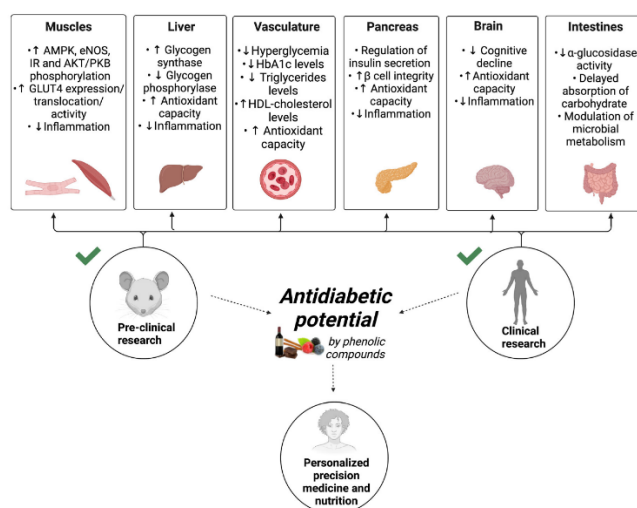 Muscles
• ↑ AMPK, eNOS,
IR and AKT/PKB
phosphorylation
• ↑ GLUT4 expression/
translocation/
activity
• ↓Inflammation
Liver
• ↑ Glycogen
synthase
• ↓ Glycogen
phosphorylase
• ↑ Antioxidant
capacity
• ↓Inflammation
Vasculature
• ↓Hyperglycemia
• ↓HbA1c levels
• ↓ Triglycerides
levels
• ↑HDL-cholesterol
levels
• ↑ Antioxidant
capacity
Pancreas
• Regulation of
insulin secretion
• ↑β cell integrity
• ↑ Antioxidant
capacity
• ↓Inflammation
Brain
• ↓ Cognitive
decline
• ↑Antioxidant
capacity
• ↓Inflammation
Intestines
• ↓α-glucosidase
activity
• Delayed
absorption of
carbohydrate
• Modulation of
microbial
metabolism
Pre-clinical
research
Antidiabetic
potential
by phenolic
compounds
Clinical
research
Personalized
precision
medicine and
nutrition